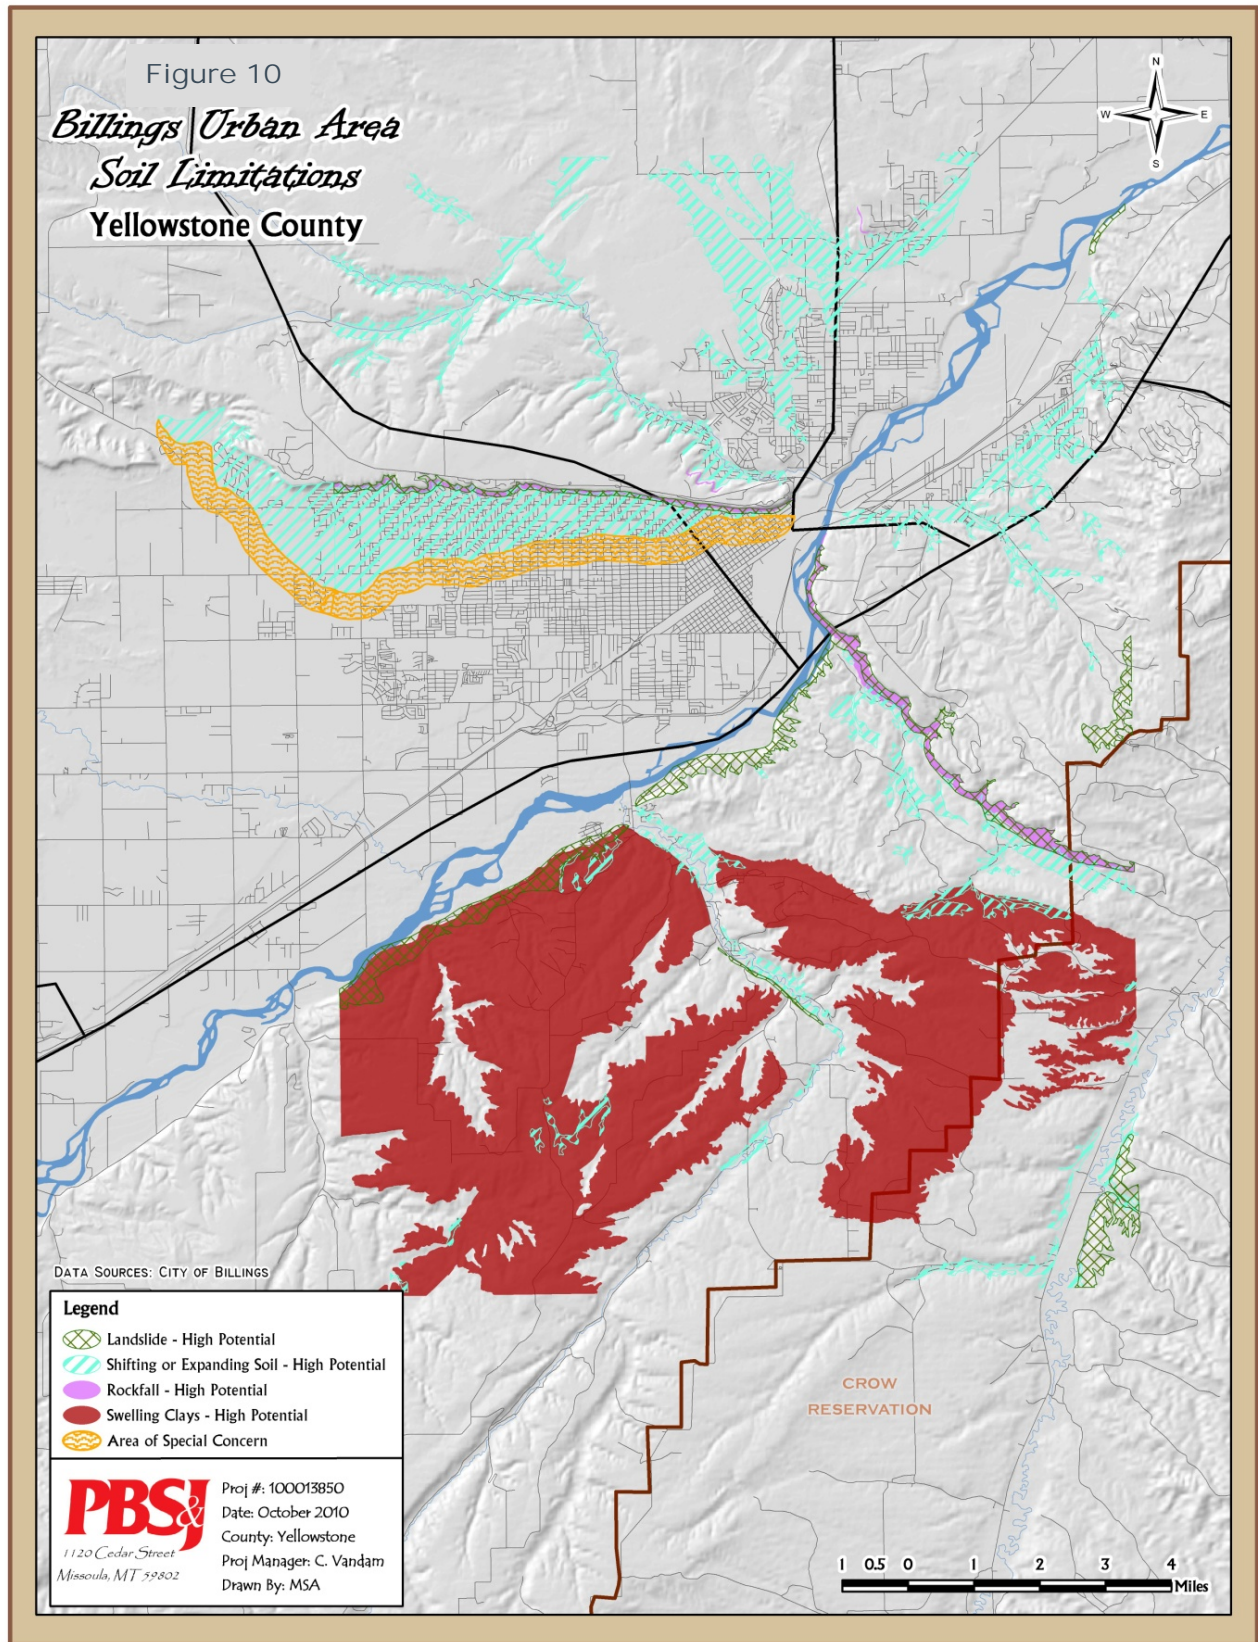 Figure 10
Billings Urban Area
Soil Limitations
Yellowstone County
N
W E
S
DATA SOURCES: CITY OF BILLINGS
Legend
Landslide - High Potential
Shifting or Expanding Soil - High Potential
Rockfall - High Potential
Swelling Clays - High Potential
Area of Special Concern
PBS&J
1120 Cedar Street
Missoula, MT 59802
Proj #: 100013850
Date: October 2010
County: Yellowstone
Proj Manager: C. Vandam
Drawn By: MSA
CROW
RESERVATION
1 0.5 0 1 2 3 4
Miles